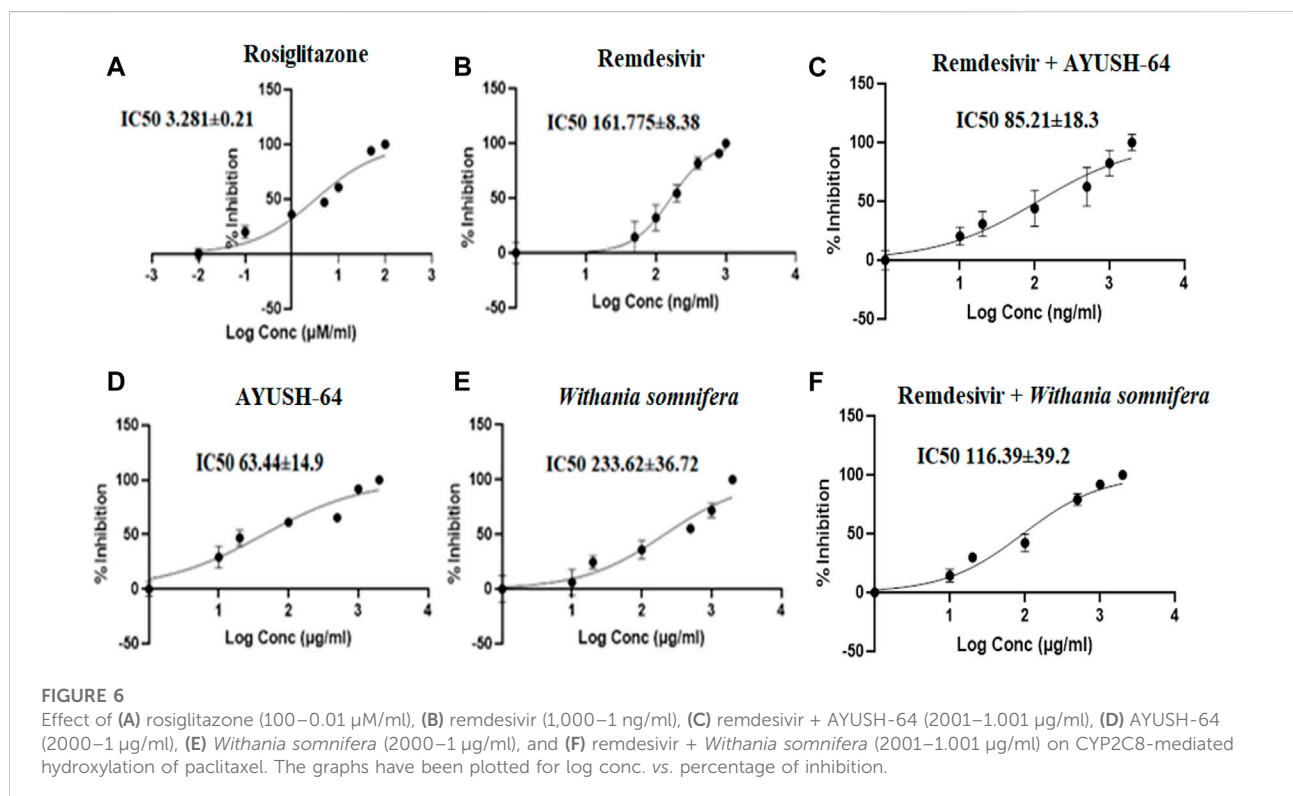 A
Rosiglitazone
IC50 3.281±0.21
% Inhibition
150
100
50
-50
-3
-2
-1
0
1
2
3
Log Conc (µM/ml)
B
Remdesivir
IC50 161.775±8.38
% Inhibition
150
100
50
0
-50
1
2
3
4
Log Conc (ng/ml)
C
Remdesivir + AYUSH-64
IC50 85.21±18.3
% Inhibition
150
100
50
0
-50
1
2
3
4
Log Conc (ng/ml)
D
AYUSH-64
IC50 63.44±14.9
% Inhibition
150
100
50
0
-50
1
2
3
4
Log Conc (µg/ml)
E
Withania somnifera
IC50 233.62±36.72
% Inhibition
150
100
50
0
-50
1
2
3
4
Log Conc (µg/ml)
F
Remdesivir + Withania somnifera
IC50 116.39±39.2
% Inhibition
150
100
50
0
-50
1
2
3
4
Log Conc (µg/ml)
FIGURE 6
Effect of (A) rosiglitazone (100–0.01 µM/ml), (B) remdesivir (1,000–1 ng/ml), (C) remdesivir + AYUSH-64 (2001–1.001 µg/ml), (D) AYUSH-64
(2000–1 µg/ml), (E) Withania somnifera (2000–1 µg/ml), and (F) remdesivir + Withania somnifera (2001–1.001 µg/ml) on CYP2C8-mediated
hydroxylation of paclitaxel. The graphs have been plotted for log conc. vs. percentage of inhibition.